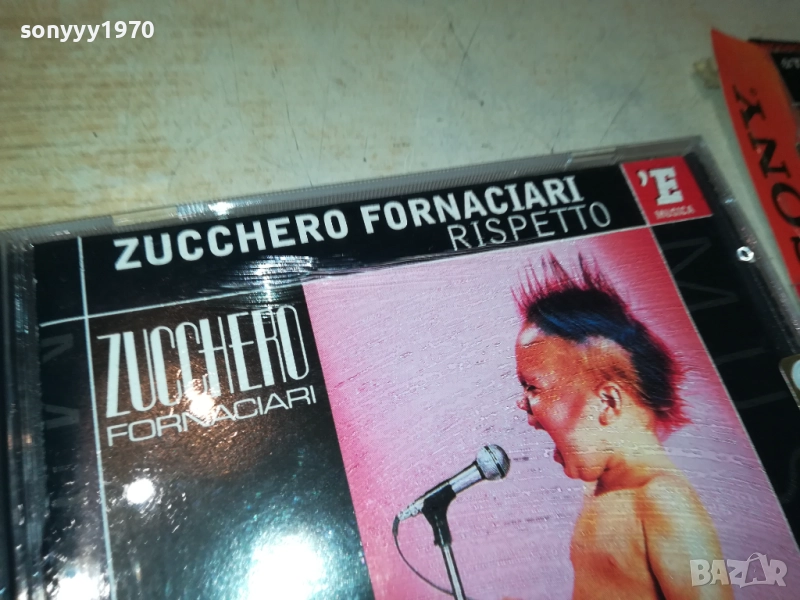 sonyyy1970
ZUCCHERO FORNACIARI
RISPETTO
'E
MUSICA
ZUCCHERO
FORNACIARI
BAZAR